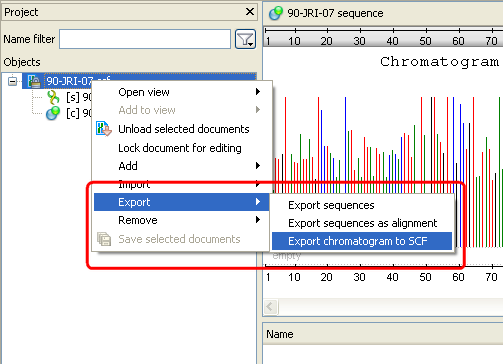 Project
Name filter
Objects
90-JRI-07.scf
[s] 90
[c] 90
Open view
Add to view
Unload selected documents
Lock document for editing
Add
Import
Export
Remove
Save selected documents
Export sequences
Export sequences as alignment
Export chromatogram to SCF
90-JRI-07 sequence
1 10 20 30 40 50 60 70 80
Chromatogram
empty
1 10 20 30 40 50 60 70 80
Name